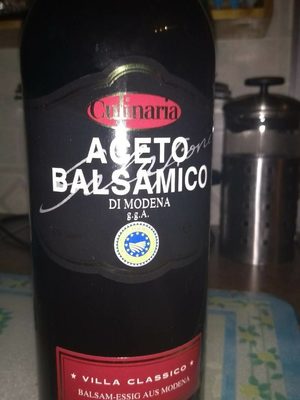 Culinaria
ACETO
BALSAMICO
DI MODENA
g.g.A.
★ VILLA CLASSICO ★
BALSAM-ESSIG AUS MODENA